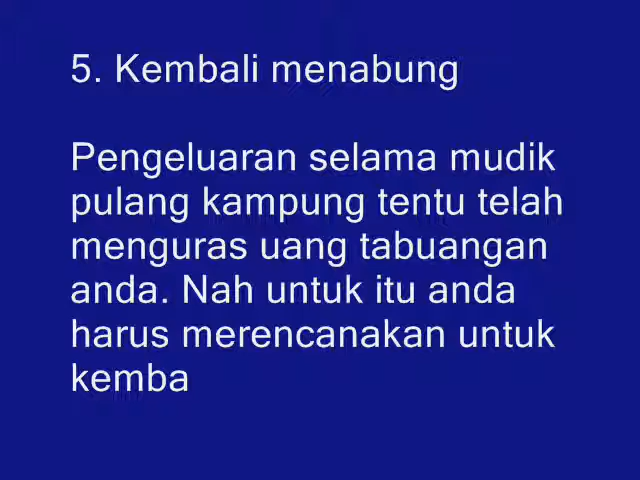 5. Kembali menabung
Pengeluaran selama mudik
pulang kampung tentu telah
menguras uang tabuangan
anda. Nah untuk itu anda
harus merencanakan untuk
kemba